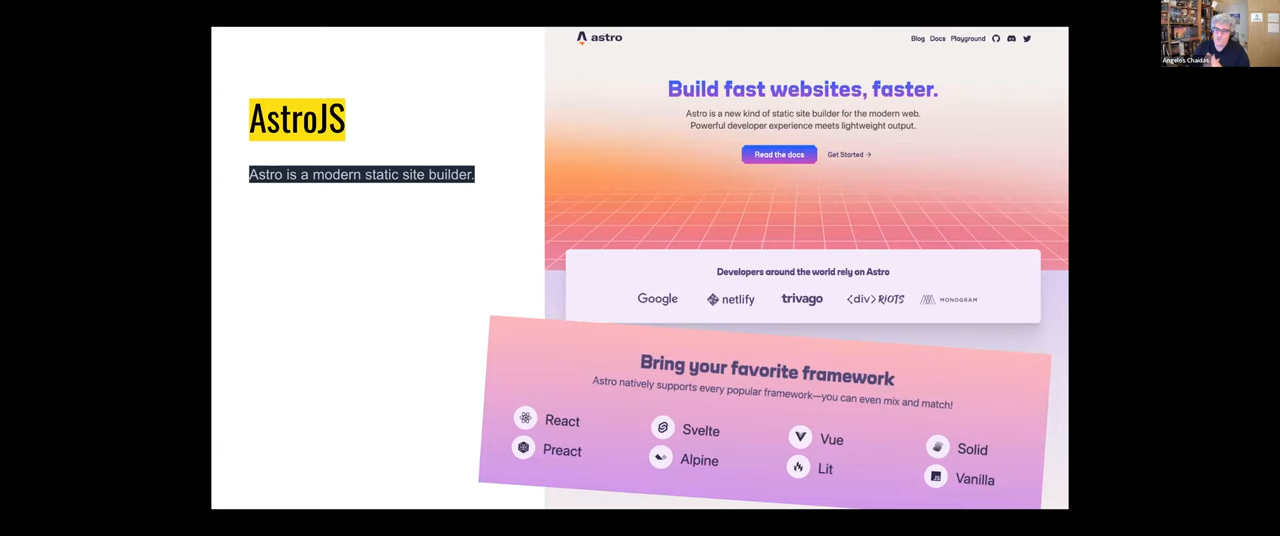 AstroJS
Astro is a modern static site builder.
astro
Blog Docs Playground
Build fast websites, faster.
Astro is a new kind of static site builder for the modern web.
Powerful developer experience meets lightweight output.
Read the docs
Get Started →
Developers around the world rely on Astro
Google netlify trivago <div>RIOTS MONOGRAM
Bring your favorite framework
Astro natively supports every popular framework—you can even mix and match!
React Svelte Vue Solid
Preact Alpine Lit Vanilla
Angelos Chaidas